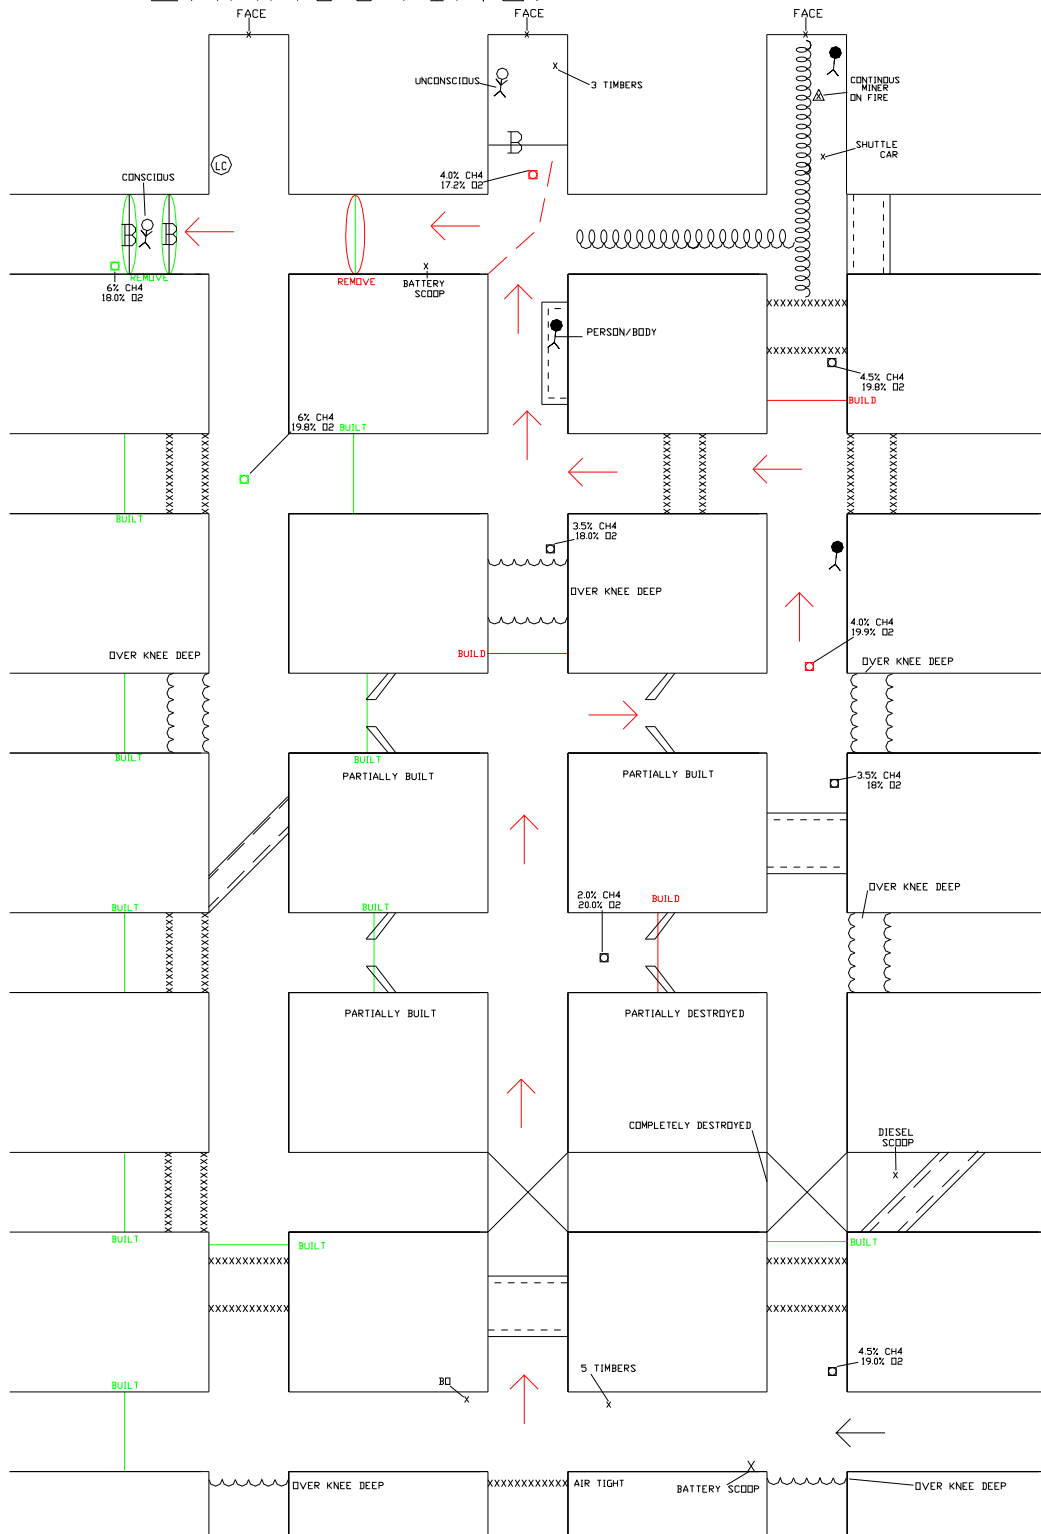 FACE
FACE
FACE
UNCONSCIOUS
3 TIMBERS
CONTINOUS
MINER
ON FIRE
B
SHUTTLE
CAR
LC
CONSCIOUS
4.0% CH4
17.2% O2
B
B
REMOVE
6% CH4
18.0% O2
REMOVE
BATTERY
SCOOP
PERSON/BODY
4.5% CH4
19.8% O2
BUILD
6% CH4
19.8% O2
BUILT
BUILT
3.5% CH4
18.0% O2
OVER KNEE DEEP
4.0% CH4
19.9% O2
OVER KNEE DEEP
BUILD
OVER KNEE DEEP
BUILT
BUILT
PARTIALLY BUILT
PARTIALLY BUILT
3.5% CH4
18% O2
2.0% CH4
20.0% O2
BUILD
OVER KNEE DEEP
BUILT
BUILT
PARTIALLY BUILT
PARTIALLY DESTROYED
COMPLETELY DESTROYED
DIESEL
SCOOP
BUILT
BUILT
BUILT
4.5% CH4
19.0% O2
BUILT
BO
5 TIMBERS
OVER KNEE DEEP
AIR TIGHT
BATTERY SCOOP
OVER KNEE DEEP